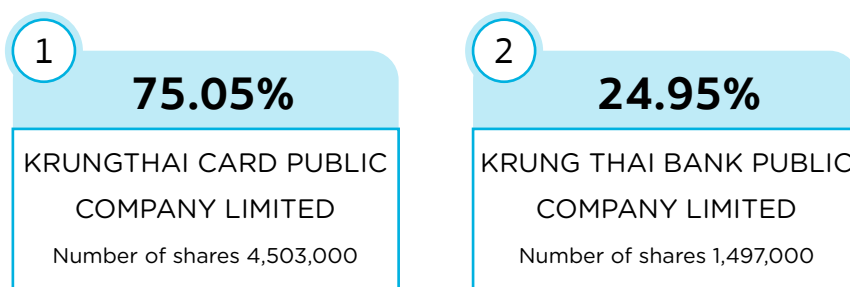 1
75.05%
KRUNGTHAI CARD PUBLIC
COMPANY LIMITED
Number of shares 4,503,000
2
24.95%
KRUNG THAI BANK PUBLIC
COMPANY LIMITED
Number of shares 1,497,000